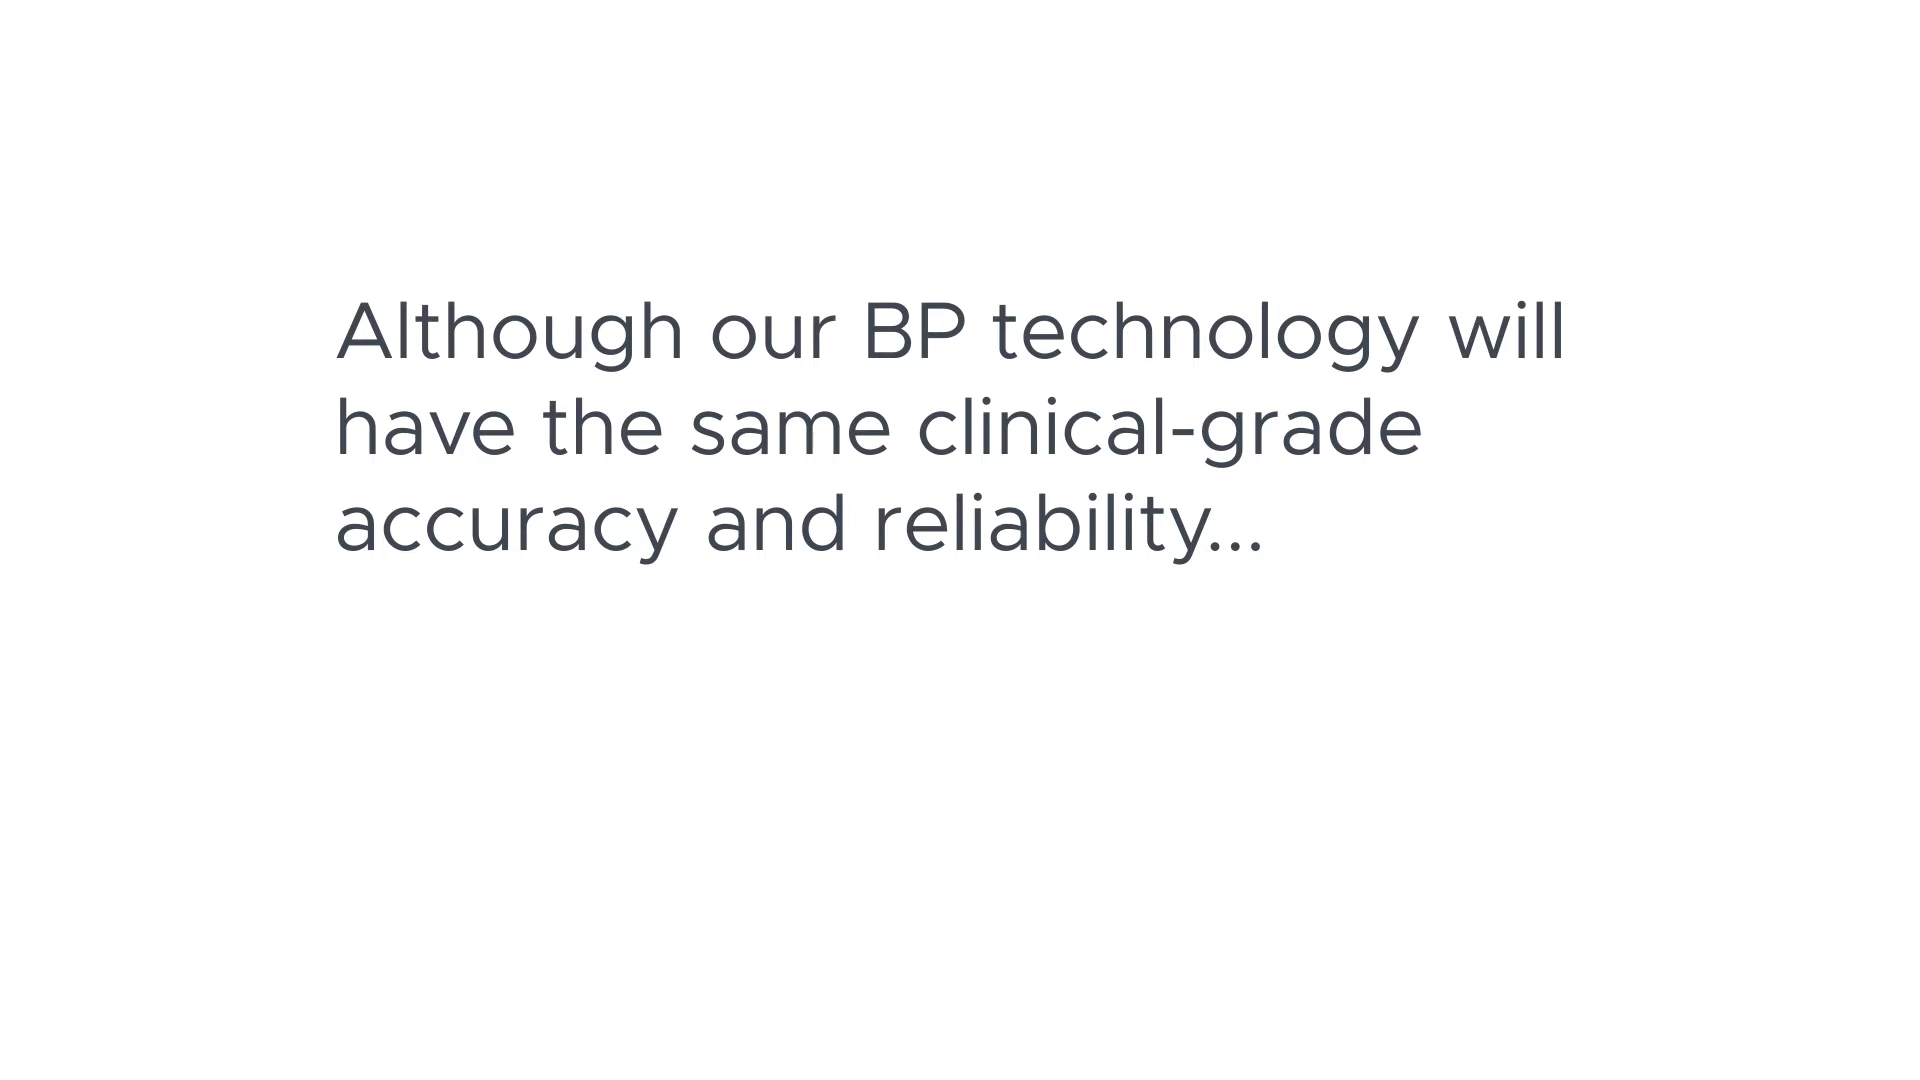 Although our BP technology will
have the same clinical-grade
accuracy and reliability...